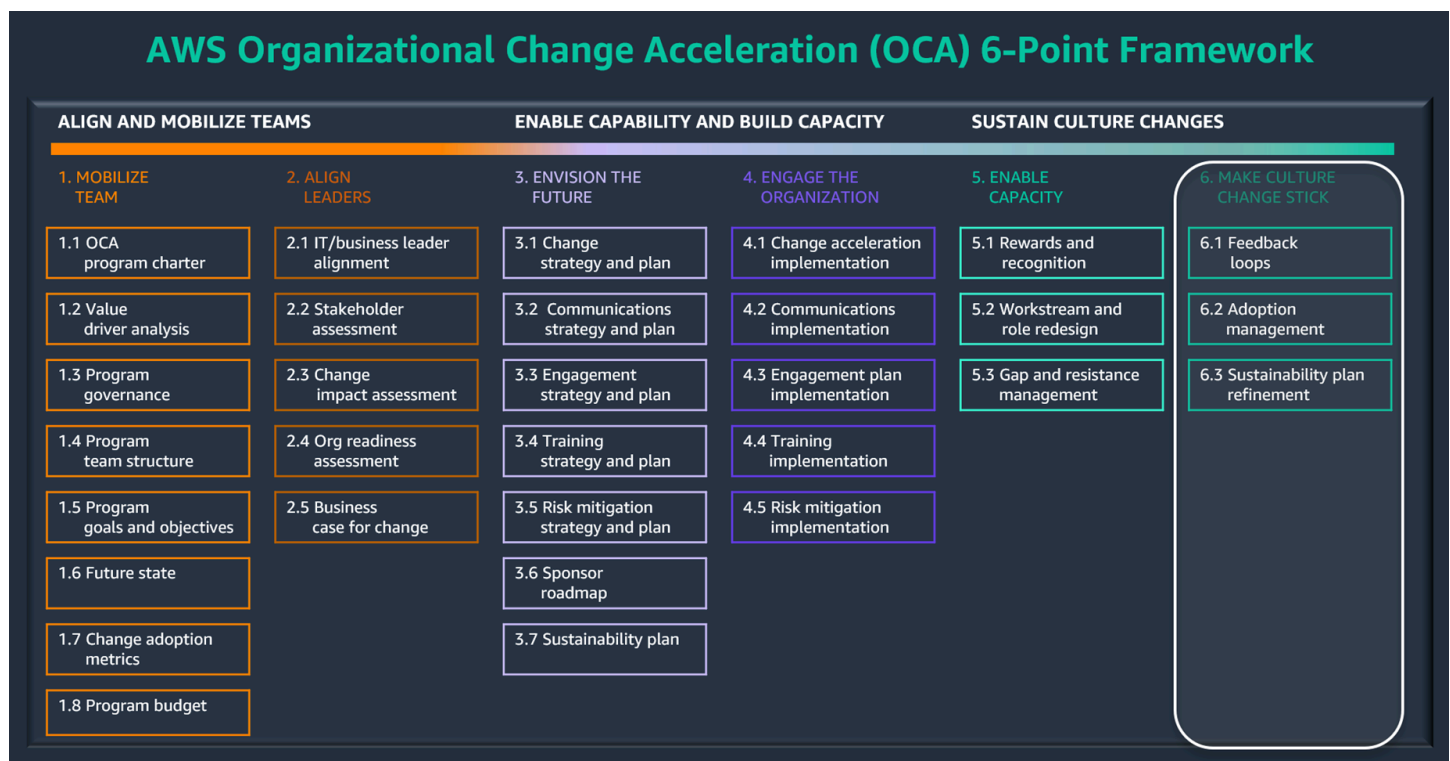 AWS Organizational Change Acceleration (OCA) 6-Point Framework
ALIGN AND MOBILIZE TEAMS
ENABLE CAPABILITY AND BUILD CAPACITY
SUSTAIN CULTURE CHANGES
1. MOBILIZE
TEAM
1.1 OCA
program charter
1.2 Value
driver analysis
1.3 Program
governance
1.4 Program
team structure
1.5 Program
goals and objectives
1.6 Future state
1.7 Change adoption
metrics
1.8 Program budget
2. ALIGN
LEADERS
2.1 IT/business leader
alignment
2.2 Stakeholder
assessment
2.3 Change
impact assessment
2.4 Org readiness
assessment
2.5 Business
case for change
3. ENVISION THE
FUTURE
3.1 Change
strategy and plan
3.2 Communications
strategy and plan
3.3 Engagement
strategy and plan
3.4 Training
strategy and plan
3.5 Risk mitigation
strategy and plan
3.6 Sponsor
roadmap
3.7 Sustainability plan
4. ENGAGE THE
ORGANIZATION
4.1 Change acceleration
implementation
4.2 Communications
implementation
4.3 Engagement plan
implementation
4.4 Training
implementation
4.5 Risk mitigation
implementation
5. ENABLE
CAPACITY
5.1 Rewards and
recognition
5.2 Workstream and
role redesign
5.3 Gap and resistance
management
6. MAKE CULTURE
CHANGE STICK
6.1 Feedback
loops
6.2 Adoption
management
6.3 Sustainability plan
refinement